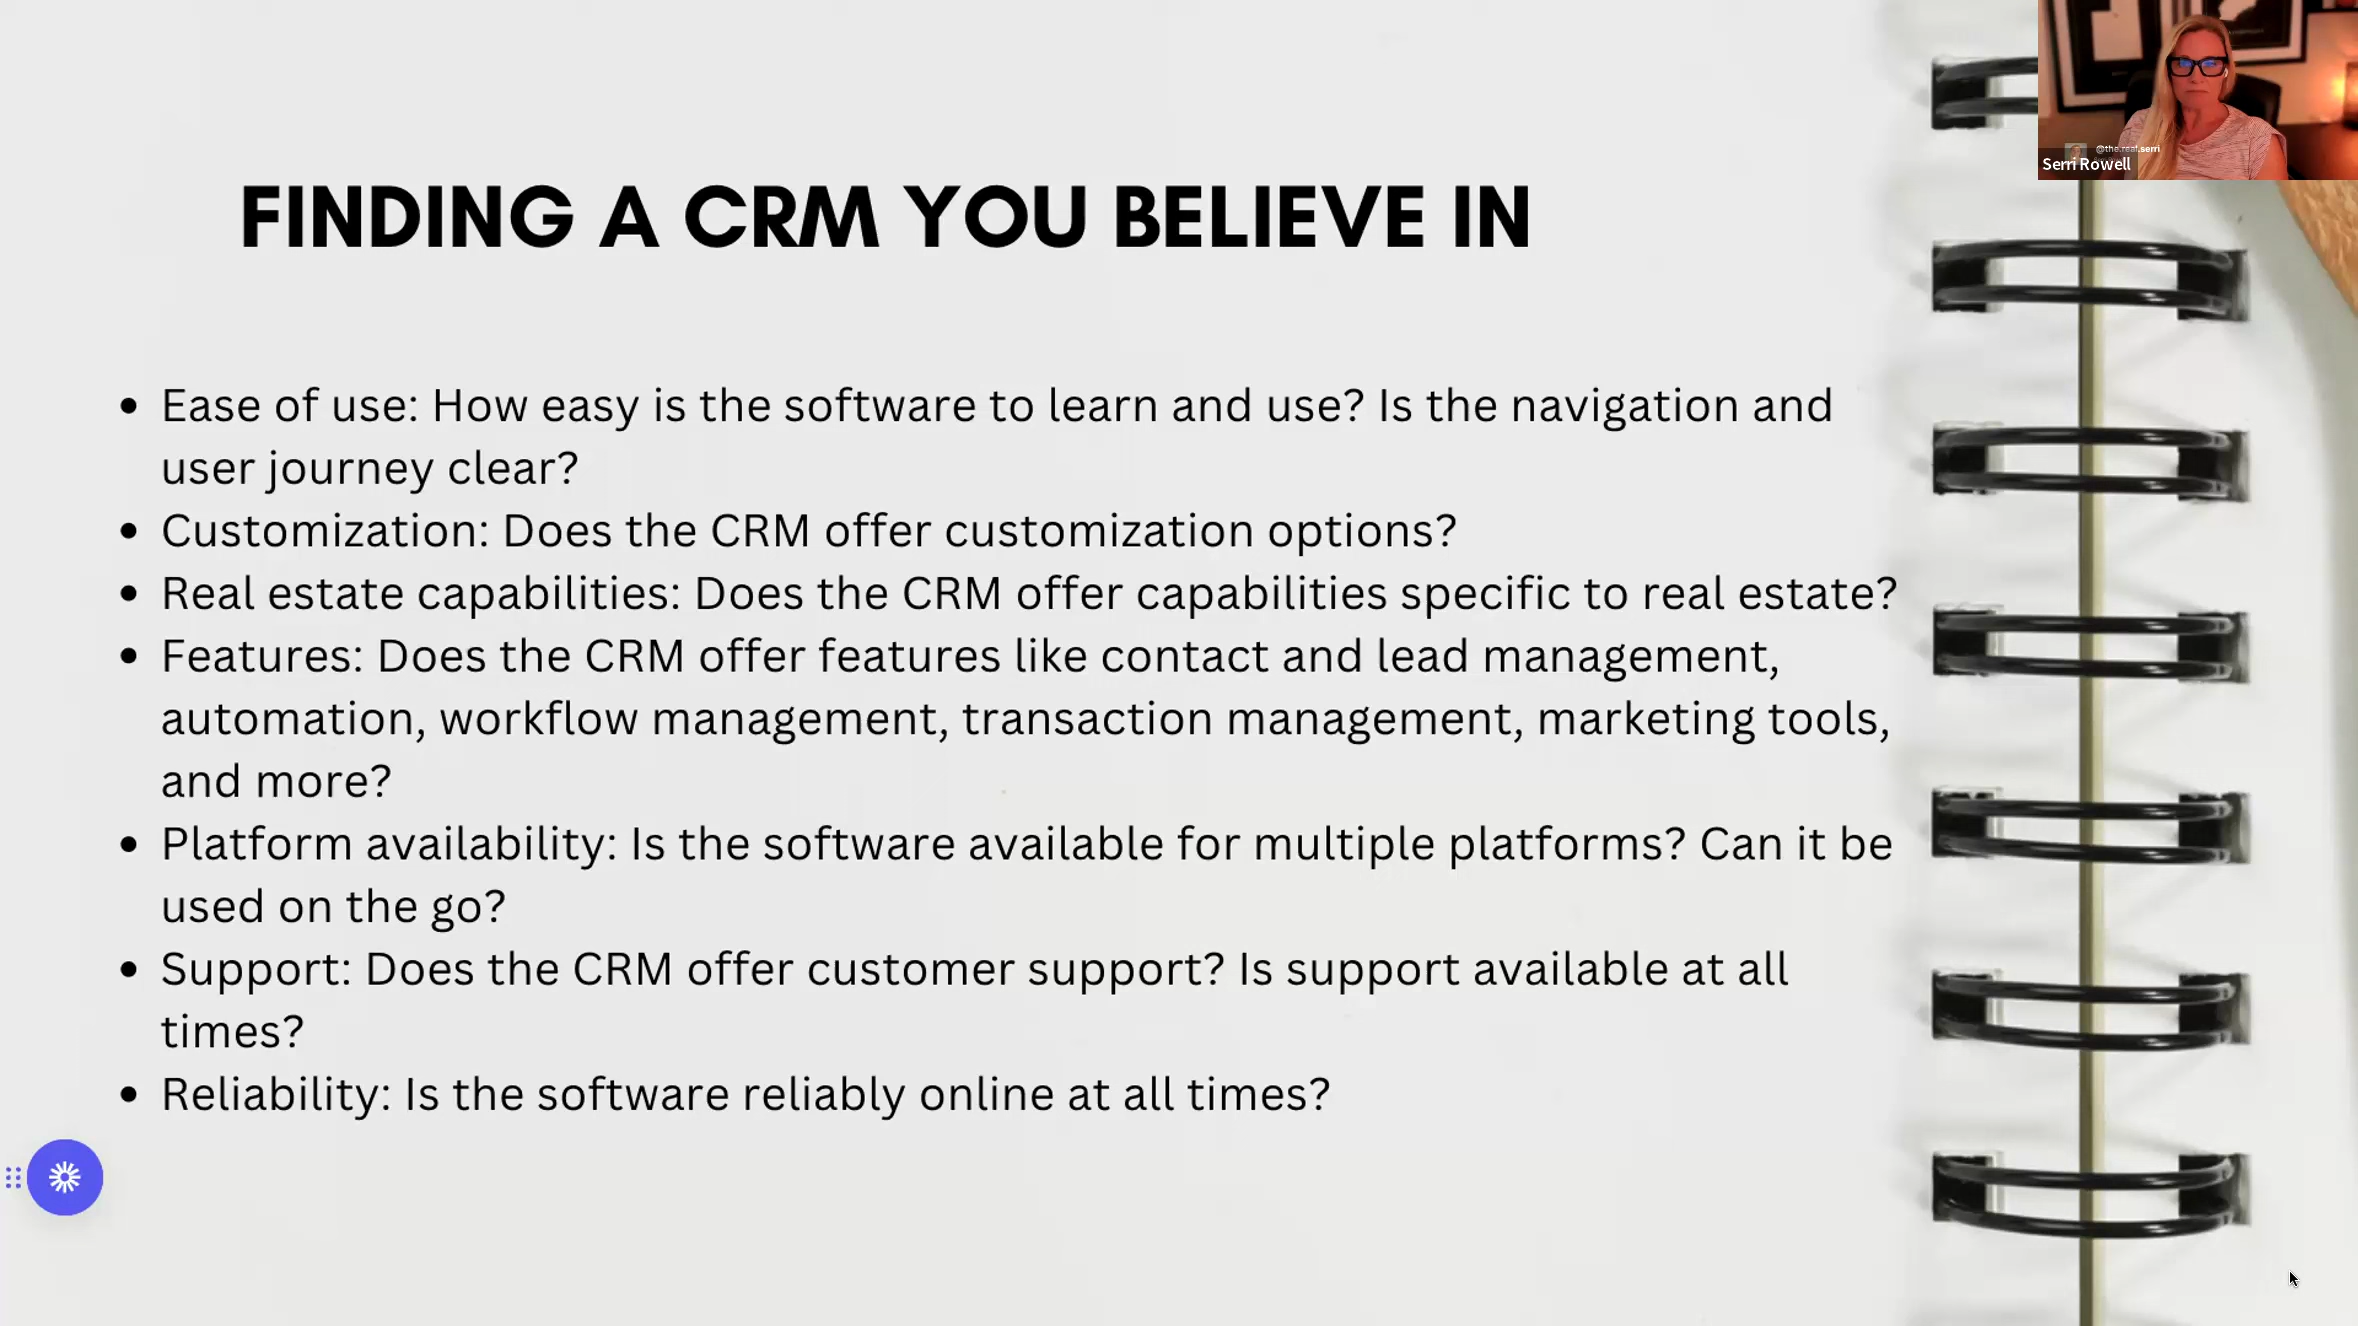 FINDING A CRM YOU BELIEVE IN
@the.real.serri
Serri Rowell
• Ease of use: How easy is the software to learn and use? Is the navigation and
user journey clear?
• Customization: Does the CRM offer customization options?
• Real estate capabilities: Does the CRM offer capabilities specific to real estate?
• Features: Does the CRM offer features like contact and lead management,
automation, workflow management, transaction management, marketing tools,
and more?
• Platform availability: Is the software available for multiple platforms? Can it be
used on the go?
• Support: Does the CRM offer customer support? Is support available at all
times?
• Reliability: Is the software reliably online at all times?